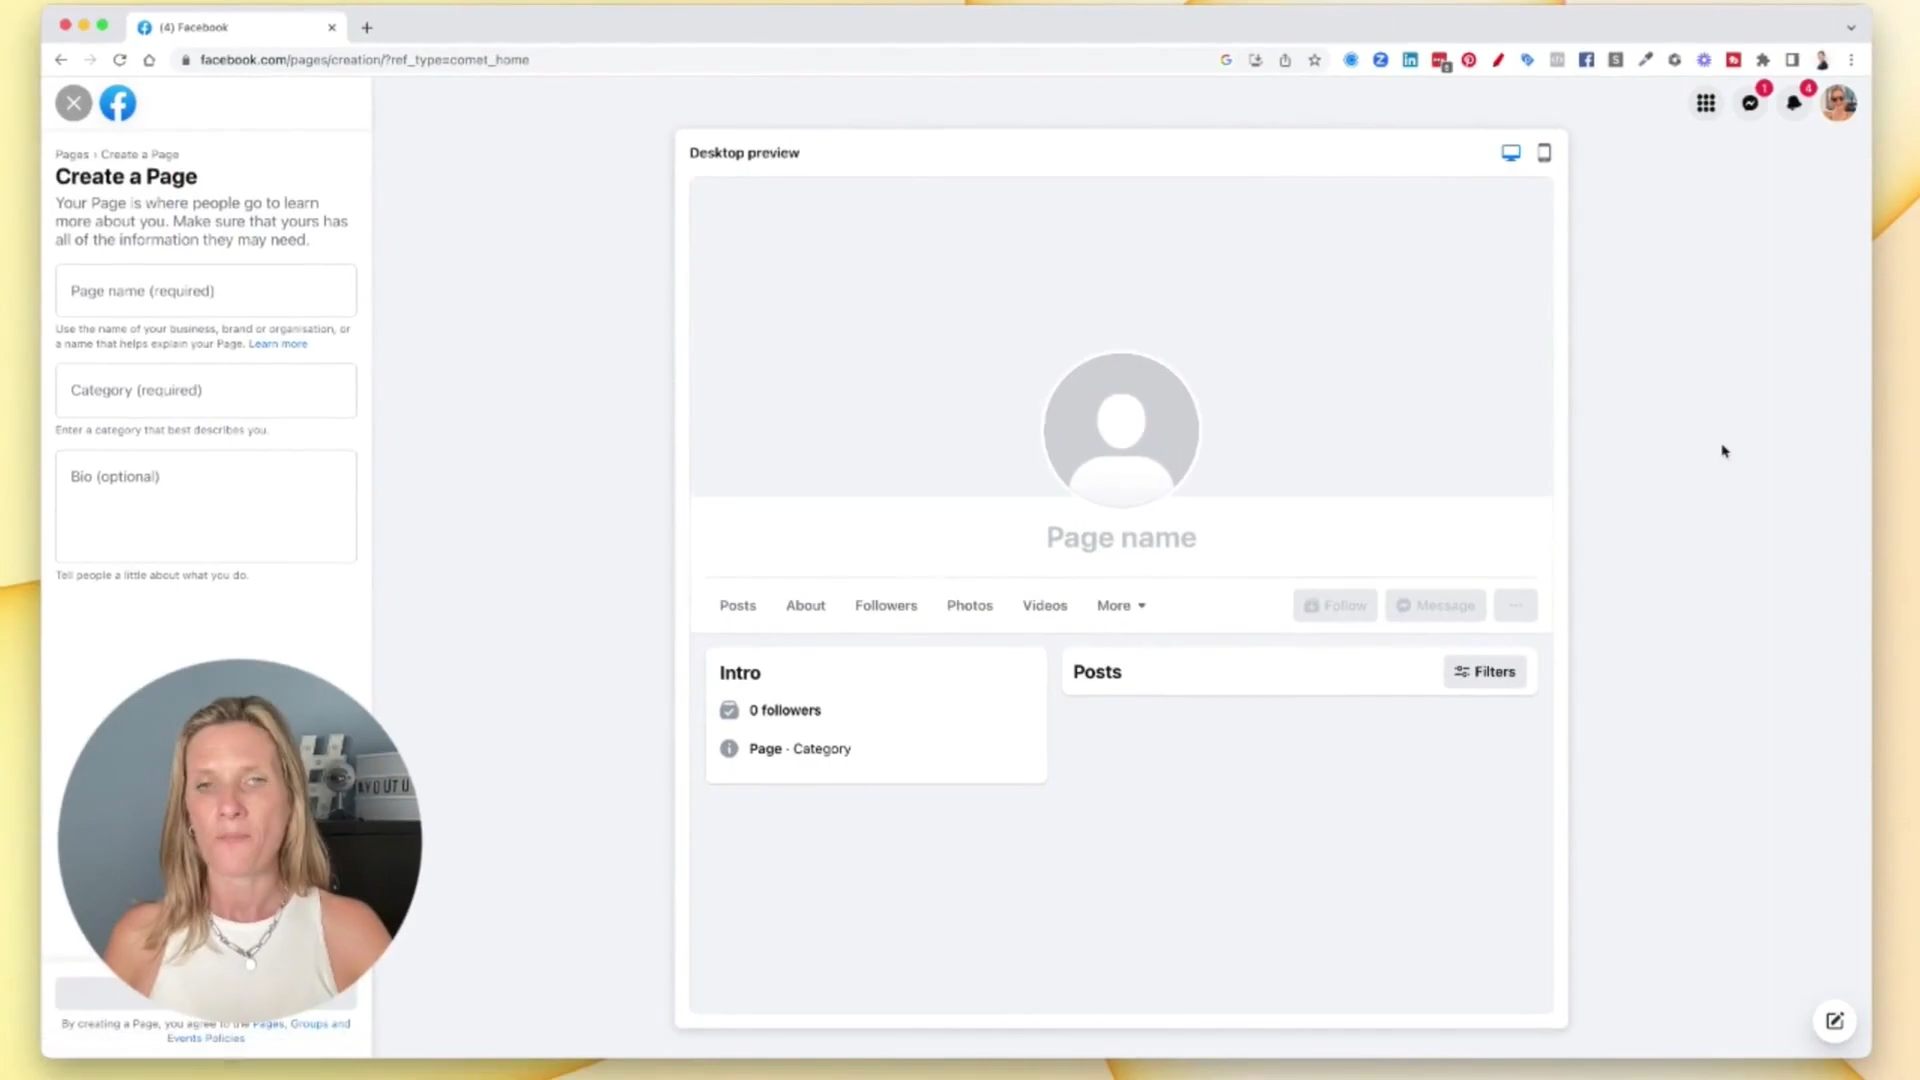 (4) Facebook
facebook.com/pages/creation/?ref_type=comet_home
1
4
Pages › Create a Page
Create a Page
Your Page is where people go to learn
more about you. Make sure that yours has
all of the information they may need.
Page name (required)
Use the name of your business, brand or organisation, or
a name that helps explain your Page. Learn more
Category (required)
Enter a category that best describes you.
Bio (optional)
Tell people a little about what you do.
By creating a Page, you agree to the Pages, Groups and
Events Policies
Desktop preview
Page name
Posts About Followers Photos Videos More
Follow Message ...
Intro
0 followers
Page · Category
Posts
Filters